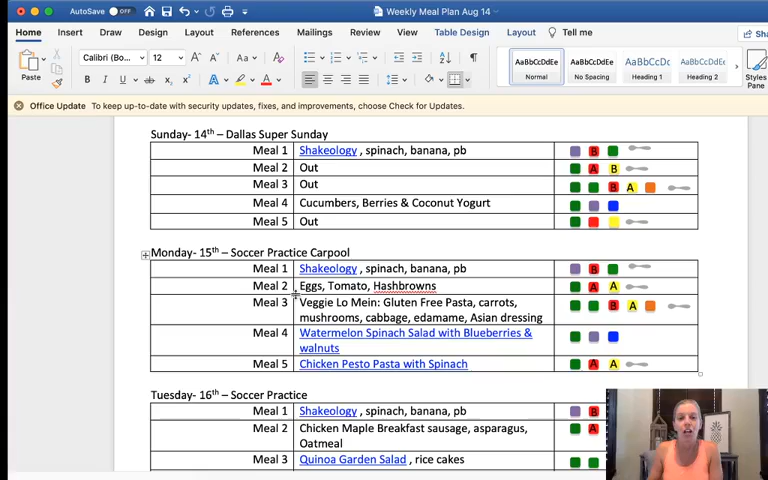 AutoSave OFF Weekly Meal Plan Aug 14
Home Insert Draw Design Layout References Mailings Review View Table Design Layout Tell me Sha
Paste Calibri (Bo... 12 A A Aa A
B I U ab x₂ x² A A
AaBbCcDdEe AaBbCcDdEe AaBbCcDc AaBbCcDdEe
Normal No Spacing Heading 1 Heading 2 Styles Pane
Office Update To keep up-to-date with security updates, fixes, and improvements, choose Check for Updates.
Sunday- 14th – Dallas Super Sunday
Meal 1 Shakeology , spinach, banana, pb B
Meal 2 Out A B
Meal 3 Out B A
Meal 4 Cucumbers, Berries & Coconut Yogurt
Meal 5 Out
Monday- 15th – Soccer Practice Carpool
Meal 1 Shakeology , spinach, banana, pb B
Meal 2 Eggs, Tomato, Hashbrowns A A
Meal 3 Veggie Lo Mein: Gluten Free Pasta, carrots, B A
mushrooms, cabbage, edamame, Asian dressing
Meal 4 Watermelon Spinach Salad with Blueberries &
walnuts
Meal 5 Chicken Pesto Pasta with Spinach A A
Tuesday- 16th – Soccer Practice
Meal 1 Shakeology , spinach, banana, pb B
Meal 2 Chicken Maple Breakfast sausage, asparagus, A
Oatmeal
Meal 3 Quinoa Garden Salad , rice cakes